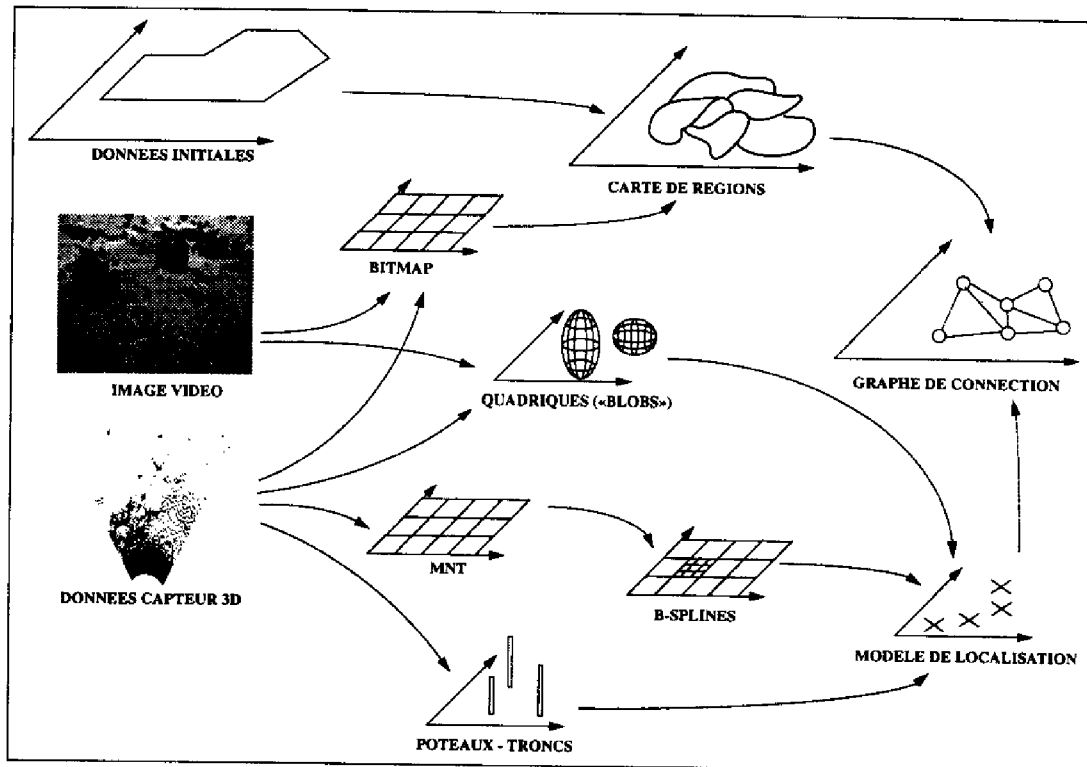 DONNEES INITIALES
CARTE DE REGIONS
BITMAP
IMAGE VIDEO
QUADRIQUES («BLOBS»)
GRAPHE DE CONNECTION
MNT
DONNEES CAPTEUR 3D
B-SPLINES
MODELE DE LOCALISATION
POTEAUX - TRONCS